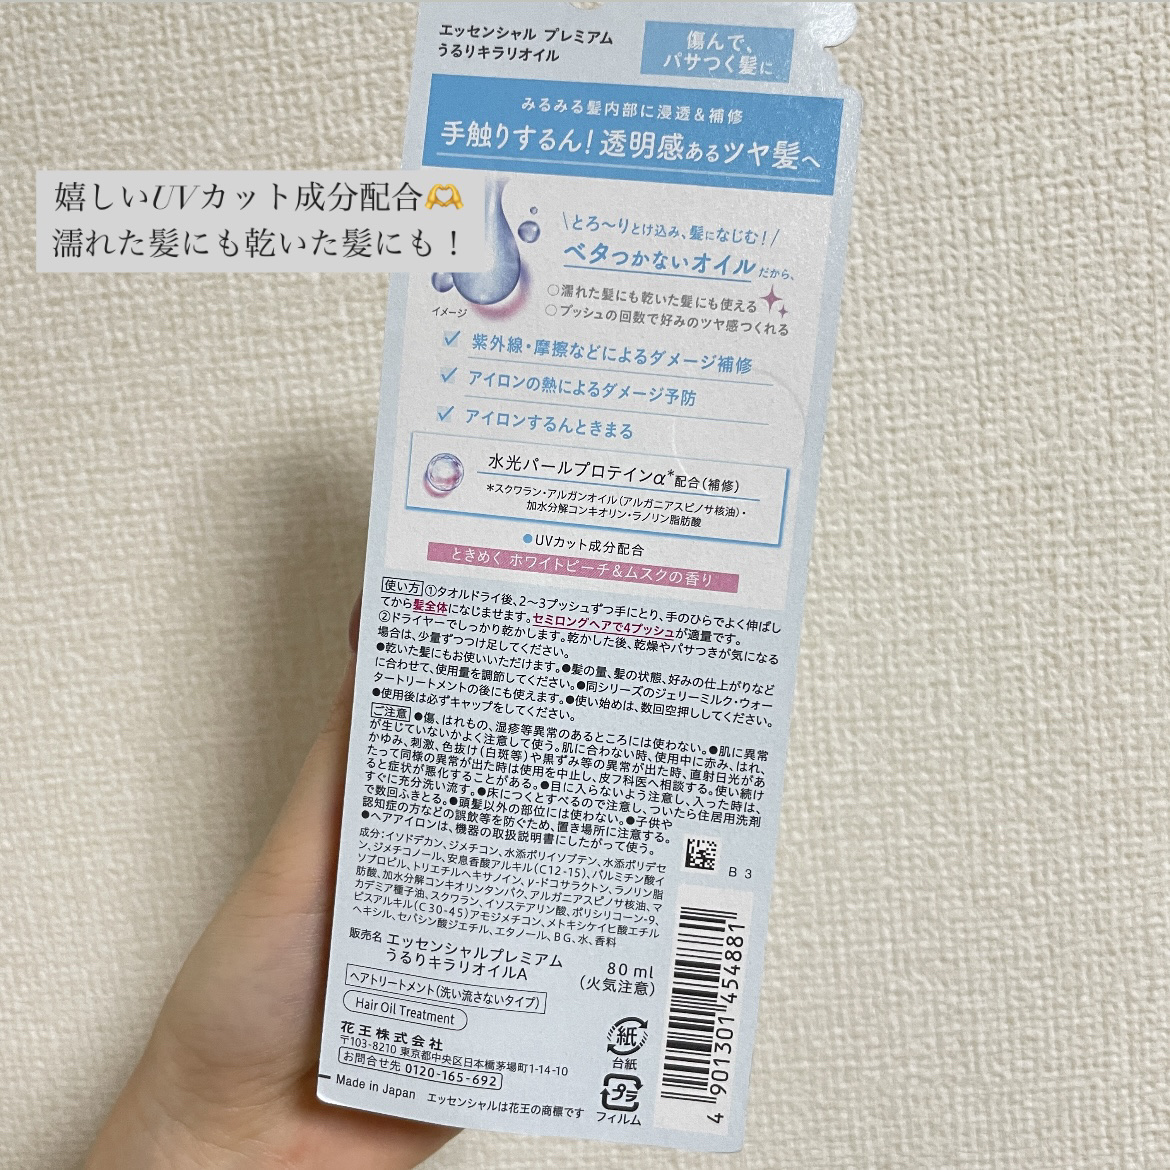 エッセンシャル プレミアム
うるりキラリオイル
傷んで、
パサつく髪に
みるみる髪内部に浸透&補修
手触りするん!透明感あるツヤ髪へ
嬉しいUVカット成分配合🫶
濡れた髪にも乾いた髪にも!
\とろ〜りとけ込み、髪になじむ!/
ベタつかないオイルだから、
○濡れた髪にも乾いた髪にも使える
○プッシュの回数で好みのツヤ感つくれる
イメージ
✓ 紫外線・摩擦などによるダメージ補修
✓ アイロンの熱によるダメージ予防
✓ アイロンするんときまる
水光パールプロテインα*配合(補修)
*スクワラン・アルガンオイル(アルガニアスピノサ核油)・
加水分解コンキオリン・ラノリン脂肪酸
●UVカット成分配合
ときめく ホワイトピーチ&ムスクの香り
使い方 ①タオルドライ後、2〜3プッシュずつ手にとり、手のひらでよく伸ばし
てから髪全体になじませます。セミロングヘアで4プッシュが適量です。
②ドライヤーでしっかり乾かします。乾かした後、乾燥やパサつきが気になる
場合は、少量ずつつけ足してください。
●乾いた髪にもお使いいただけます。●髪の量、髪の状態、好みの仕上がりなど
に合わせて、使用量を調節してください。●同シリーズのジェリーミルク・ウォー
タートリートメントの後にも使えます。●使い始めは、数回空押ししてください。
●使用後は必ずキャップをしてください。
ご注意 ●傷、はれもの、湿疹等異常のあるところには使わない。●肌に異常
が生じていないかよく注意して使う。肌に合わない時、使用中に赤み、はれ、
かゆみ、刺激、色抜け(白斑等)や黒ずみ等の異常が出た時、直射日光があ
たって同様の異常が出た時は使用を中止し、皮フ科医へ相談する。使い続け
ると症状が悪化することがある。●目に入らないよう注意し、入った時は、
すぐに充分洗い流す。●床につくとすべるので注意し、ついたら住居用洗剤
で数回ふきとる。●頭髪以外の部位には使わない。●子供や
認知症の方などの誤飲等を防ぐため、置き場所に注意する。
●ヘアアイロンは、機器の取扱説明書にしたがって使う。
成分:イソドデカン、ジメチコン、水添ポリイソブテン、水添ポリデセ
ン、ジメチコノール、安息香酸アルキル(C12-15)、パルミチン酸イ
ソプロピル、トリエチルヘキサノイン、γ-ドコサラクトン、ラノリン脂
肪酸、加水分解コンキオリンタンパク、アルガニアスピノサ核油、マ
カデミア種子油、スクワラン、イソステアリン酸、ポリシリコーン-9、
ビスアルキル(C30-45)アモジメチコン、メトキシケイヒ酸エチル
ヘキシル、セバシン酸ジエチル、エタノール、BG、水、香料
B 3
販売名 エッセンシャルプレミアム
うるりキラリオイルA
80 ml
(火気注意)
ヘアトリートメント(洗い流さないタイプ)
Hair Oil Treatment
花王株式会社
〒103-8210 東京都中央区日本橋茅場町1-14-10
お問合せ先 0120-165-692
Made in Japan エッセンシャルは花王の商標です
紙
台紙
プラ
フィルム
4 901301 454881